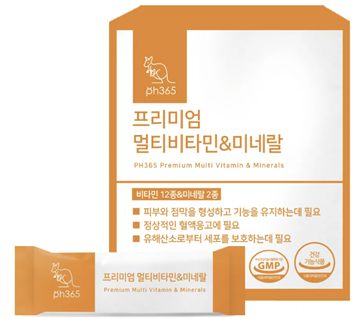 ph365
프리미엄
멀티비타민&미네랄
PH365 Premium Multi Vitamin & Minerals
비타민 12종&미네랄 2종
■ 피부와 점막을 형성하고 기능을 유지하는데 필요
■ 정상적인 혈액응고에 필요
■ 유해산소로부터 세포를 보호하는데 필요
GMP
건강
기능식품
ph365
프리미엄 멀티비타민&미네랄
Premium Multi Vitamin & Minerals